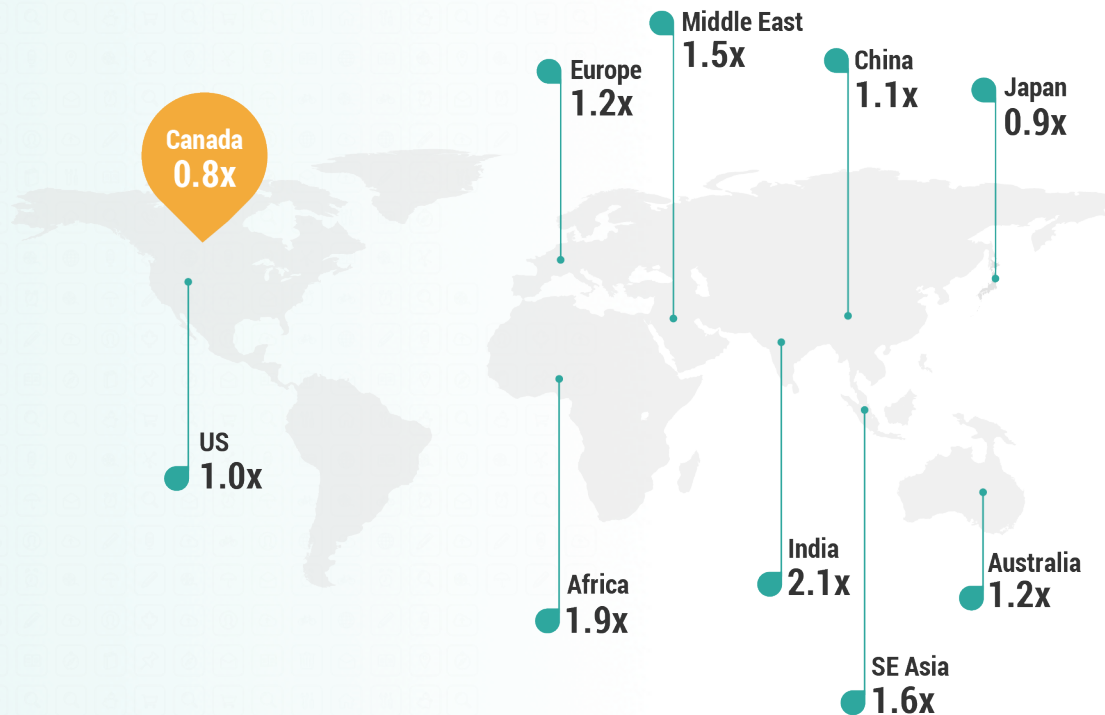 Middle East
1.5x
Europe
1.2x
China
1.1x
Japan
0.9x
Canada
0.8x
US
1.0x
India
2.1x
Australia
1.2x
Africa
1.9x
SE Asia
1.6x